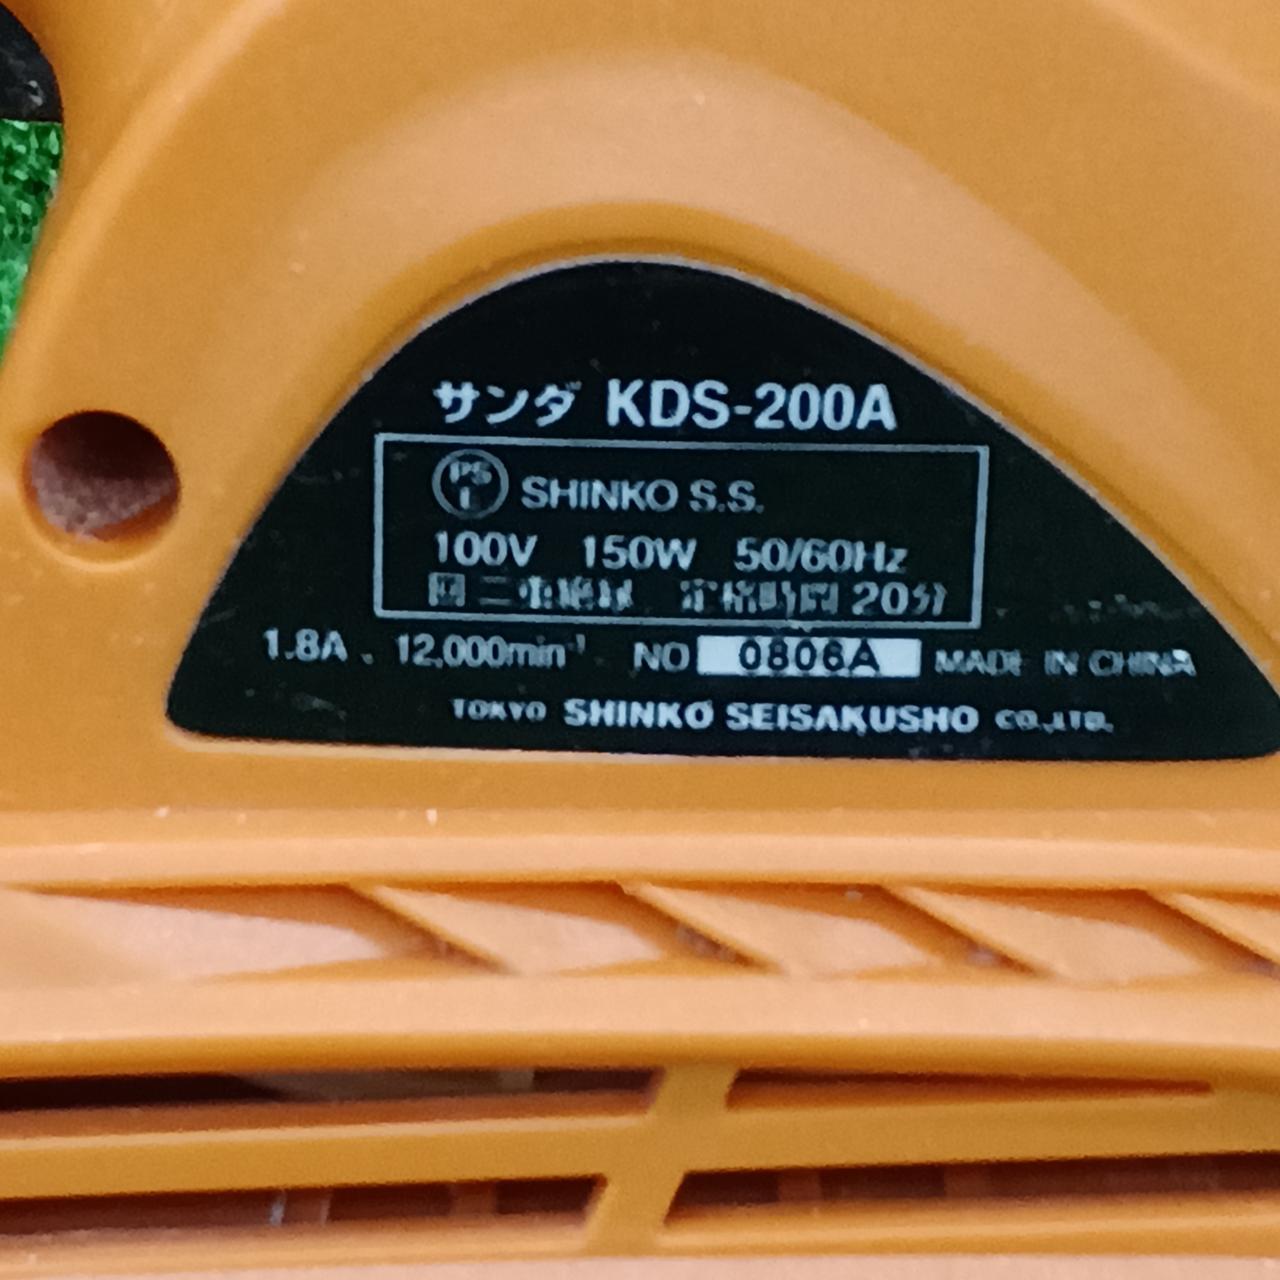 サンダ KDS-200A
PS E SHINKO S.S.
100V 150W 50/60Hz
回 二重絶縁 定格時間 20分
1.8A 12,000min⁻¹ NO 0806A MADE IN CHINA
TOKYO SHINKO SEISAKUSHO CO.,LTD.